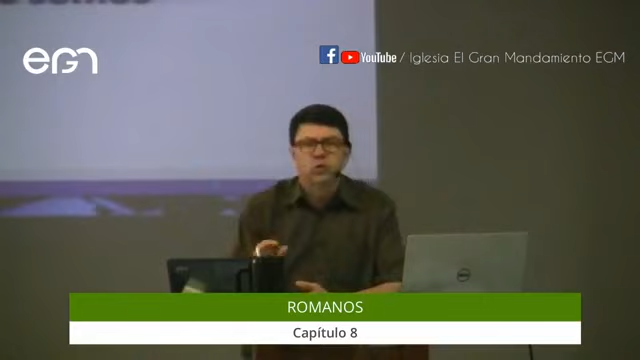 EGM
YouTube / Iglesia El Gran Mandamiento EGM
DELL
ROMANOS
Capítulo 8